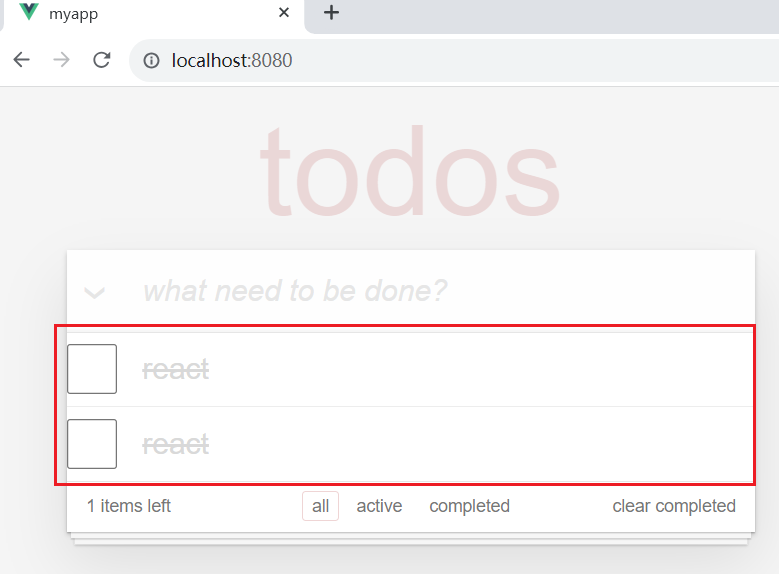 myapp
localhost:8080
todos
what need to be done?
react
react
1 items left all active completed clear completed